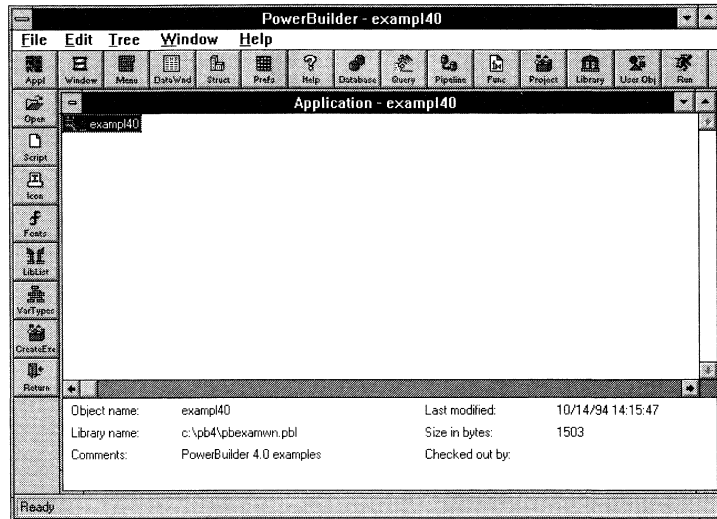 PowerBuilder - exampl40
File Edit Tree Window Help
Appl Window Menu DataWnd Struct Prefs Help Database Query Pipeline Func Project Library User Obj Run
Open
Script
Icon
Fonts
LibList
VarTypes
CreateExe
Return
Application - exampl40
exampl40
Object name: exampl40 Last modified: 10/14/94 14:15:47
Library name: c:\pb4\pbexamwn.pbl Size in bytes: 1503
Comments: PowerBuilder 4.0 examples Checked out by:
Ready